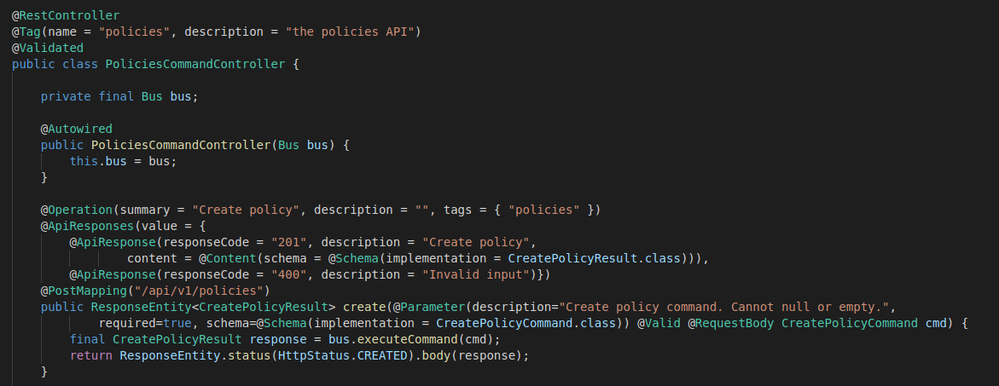 @RestController
@Tag(name = "policies", description = "the policies API")
@Validated
public class PoliciesCommandController {
private final Bus bus;
@Autowired
public PoliciesCommandController(Bus bus) {
this.bus = bus;
}
@Operation(summary = "Create policy", description = "", tags = { "policies" })
@ApiResponses(value = {
@ApiResponse(responseCode = "201", description = "Create policy",
content = @Content(schema = @Schema(implementation = CreatePolicyResult.class))),
@ApiResponse(responseCode = "400", description = "Invalid input")})
@PostMapping("/api/v1/policies")
public ResponseEntity<CreatePolicyResult> create(@Parameter(description="Create policy command. Cannot null or empty.",
required=true, schema=@Schema(implementation = CreatePolicyCommand.class)) @Valid @RequestBody CreatePolicyCommand cmd) {
final CreatePolicyResult response = bus.executeCommand(cmd);
return ResponseEntity.status(HttpStatus.CREATED).body(response);
}